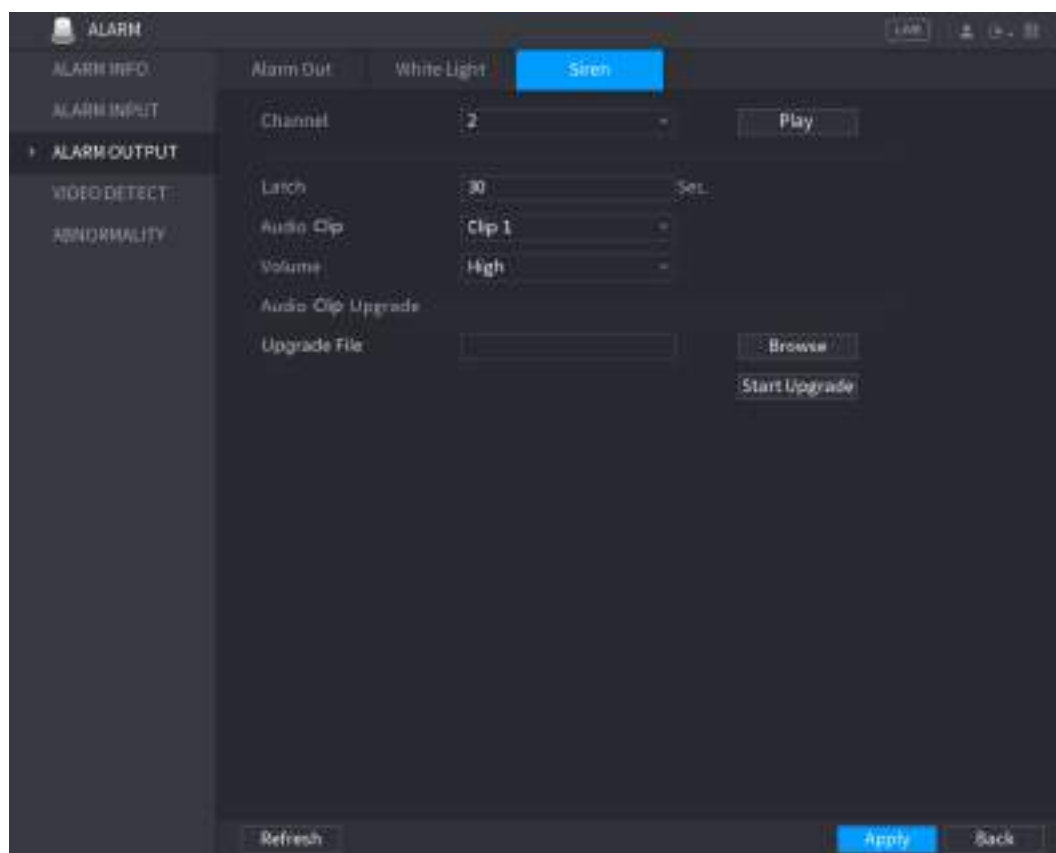 ALARM
LIVE
ALARM INFO
Alarm Out
White Light
Siren
ALARM INPUT
Channel
2
Play
ALARM OUTPUT
VIDEO DETECT
Latch
30
Sec.
ABNORMALITY
Audio Clip
Clip 1
Volume
High
Audio Clip Upgrade
Upgrade File
Browse
Start Upgrade
Refresh
Apply
Back